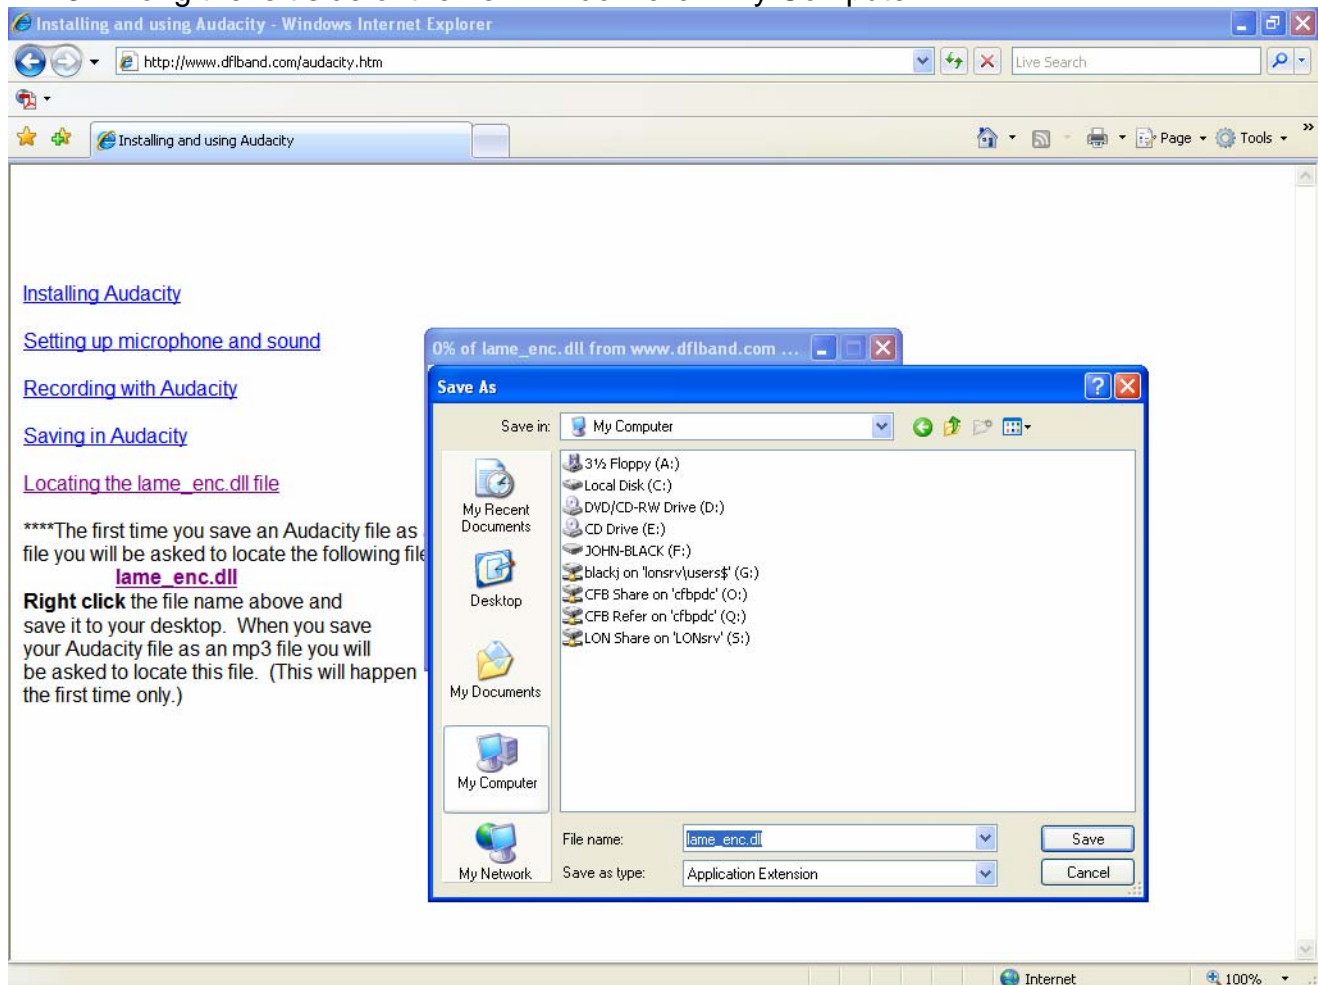 Installing and using Audacity - Windows Internet Explorer
http://www.dflband.com/audacity.htm
Live Search
Installing and using Audacity
Page
Tools
Installing Audacity
Setting up microphone and sound
Recording with Audacity
Saving in Audacity
Locating the lame_enc.dll file
****The first time you save an Audacity file as
file you will be asked to locate the following file
lame_enc.dll
Right click the file name above and
save it to your desktop. When you save
your Audacity file as an mp3 file you will
be asked to locate this file. (This will happen
the first time only.)
0% of lame_enc.dll from www.dflband.com ...
Save As
Save in:
My Computer
My Recent
Documents
Desktop
My Documents
My Computer
My Network
3½ Floppy (A:)
Local Disk (C:)
DVD/CD-RW Drive (D:)
CD Drive (E:)
JOHN-BLACK (F:)
blackj on 'lonsrv\users$' (G:)
CFB Share on 'cfbpdc' (O:)
CFB Refer on 'cfbpdc' (Q:)
LON Share on 'LONsrv' (S:)
File name:
lame_enc.dll
Save
Save as type:
Application Extension
Cancel
Internet
100%